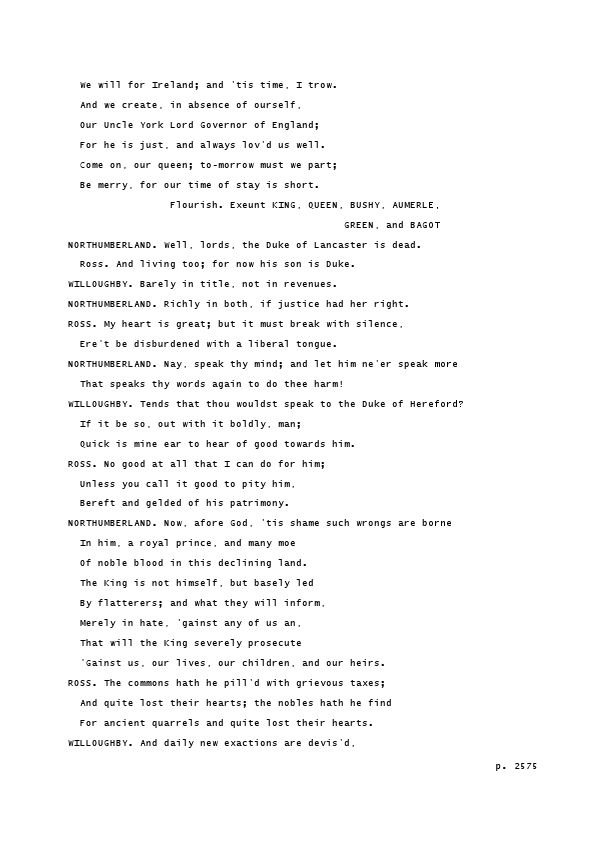 We will for Ireland; and 'tis time, I trow.
And we create, in absence of ourself,
Our Uncle York Lord Governor of England;
For he is just, and always lov'd us well.
Come on, our queen; to-morrow must we part;
Be merry, for our time of stay is short.
Flourish. Exeunt KING, QUEEN, BUSHY, AUMERLE,
GREEN, and BAGOT
NORTHUMBERLAND. Well, lords, the Duke of Lancaster is dead.
Ross. And living too; for now his son is Duke.
WILLOUGHBY. Barely in title, not in revenues.
NORTHUMBERLAND. Richly in both, if justice had her right.
ROSS. My heart is great; but it must break with silence,
Ere't be disburdened with a liberal tongue.
NORTHUMBERLAND. Nay, speak thy mind; and let him ne'er speak more
That speaks thy words again to do thee harm!
WILLOUGHBY. Tends that thou wouldst speak to the Duke of Hereford?
If it be so, out with it boldly, man;
Quick is mine ear to hear of good towards him.
ROSS. No good at all that I can do for him;
Unless you call it good to pity him,
Bereft and gelded of his patrimony.
NORTHUMBERLAND. Now, afore God, 'tis shame such wrongs are borne
In him, a royal prince, and many moe
Of noble blood in this declining land.
The King is not himself, but basely led
By flatterers; and what they will inform,
Merely in hate, 'gainst any of us an,
That will the King severely prosecute
'Gainst us, our lives, our children, and our heirs.
ROSS. The commons hath he pill'd with grievous taxes;
And quite lost their hearts; the nobles hath he find
For ancient quarrels and quite lost their hearts.
WILLOUGHBY. And daily new exactions are devis'd,
p. 2575